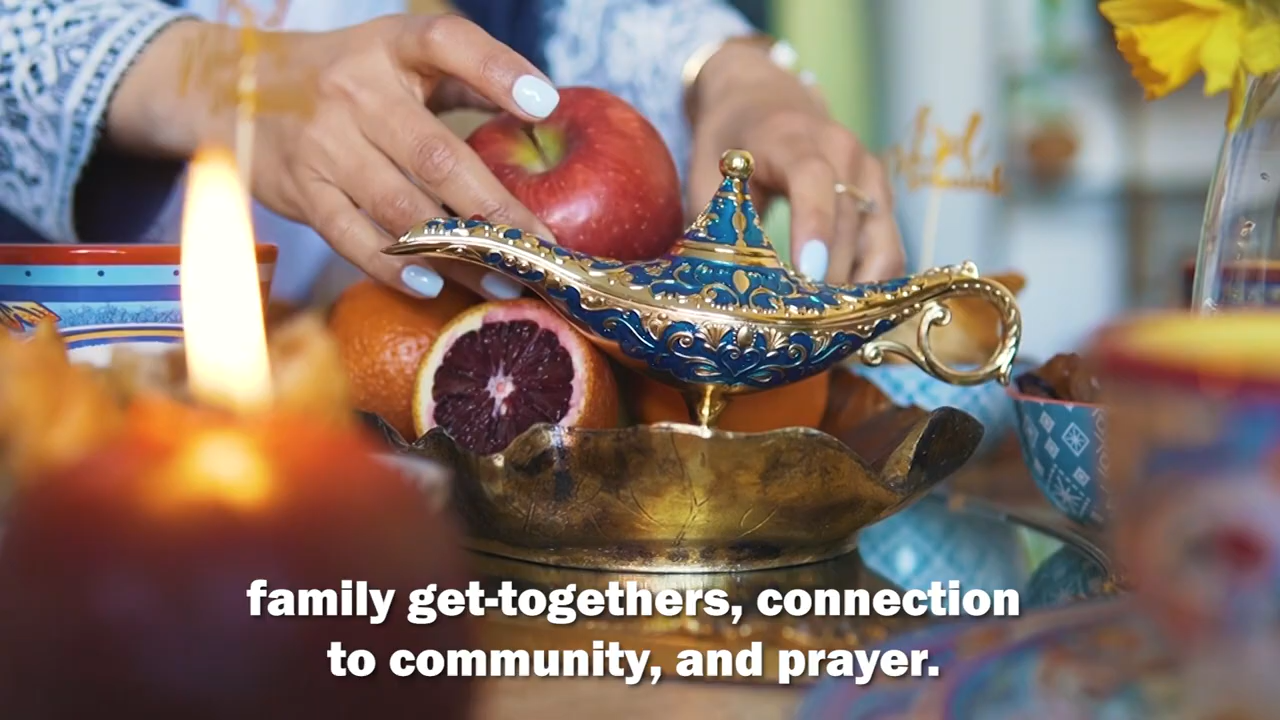 family get-togethers, connection
to community, and prayer.